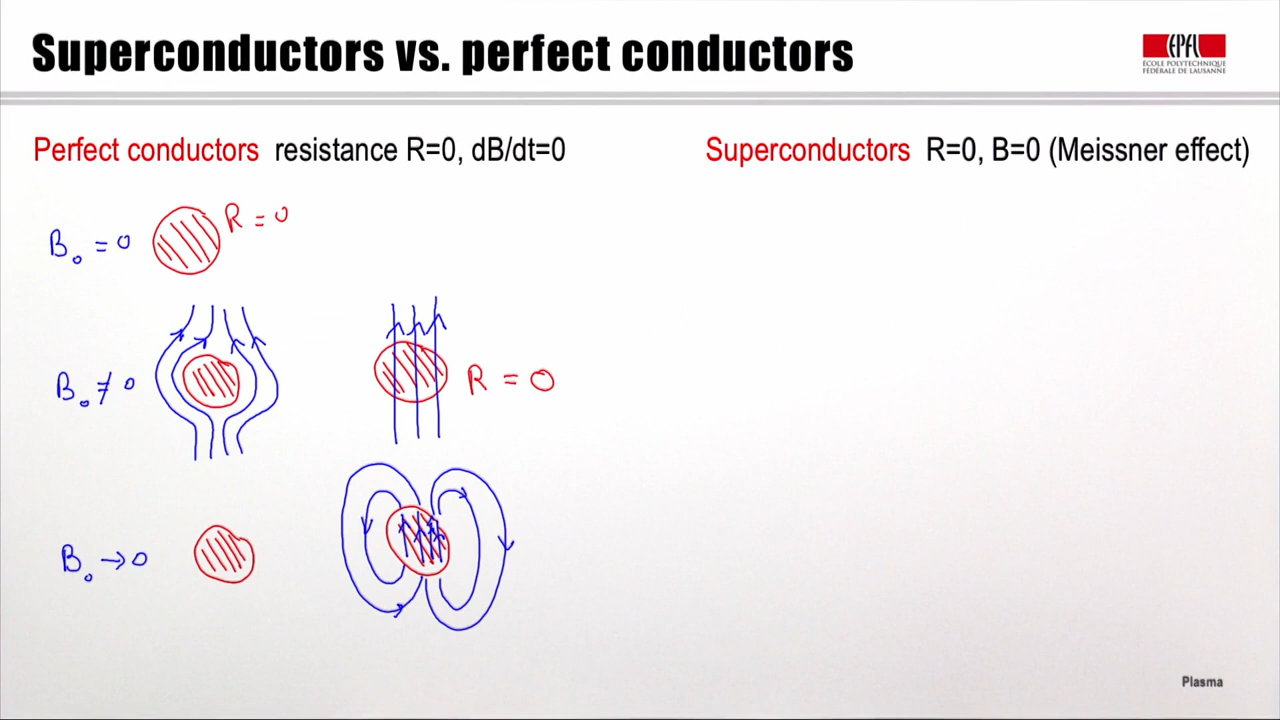 Superconductors vs. perfect conductors
EPFL
ÉCOLE POLYTECHNIQUE
FÉDÉRALE DE LAUSANNE
Perfect conductors resistance R=0, dB/dt=0
Superconductors R=0, B=0 (Meissner effect)
B₀ = 0
R = 0
B₀ ≠ 0
R = 0
B₀ → 0
Plasma